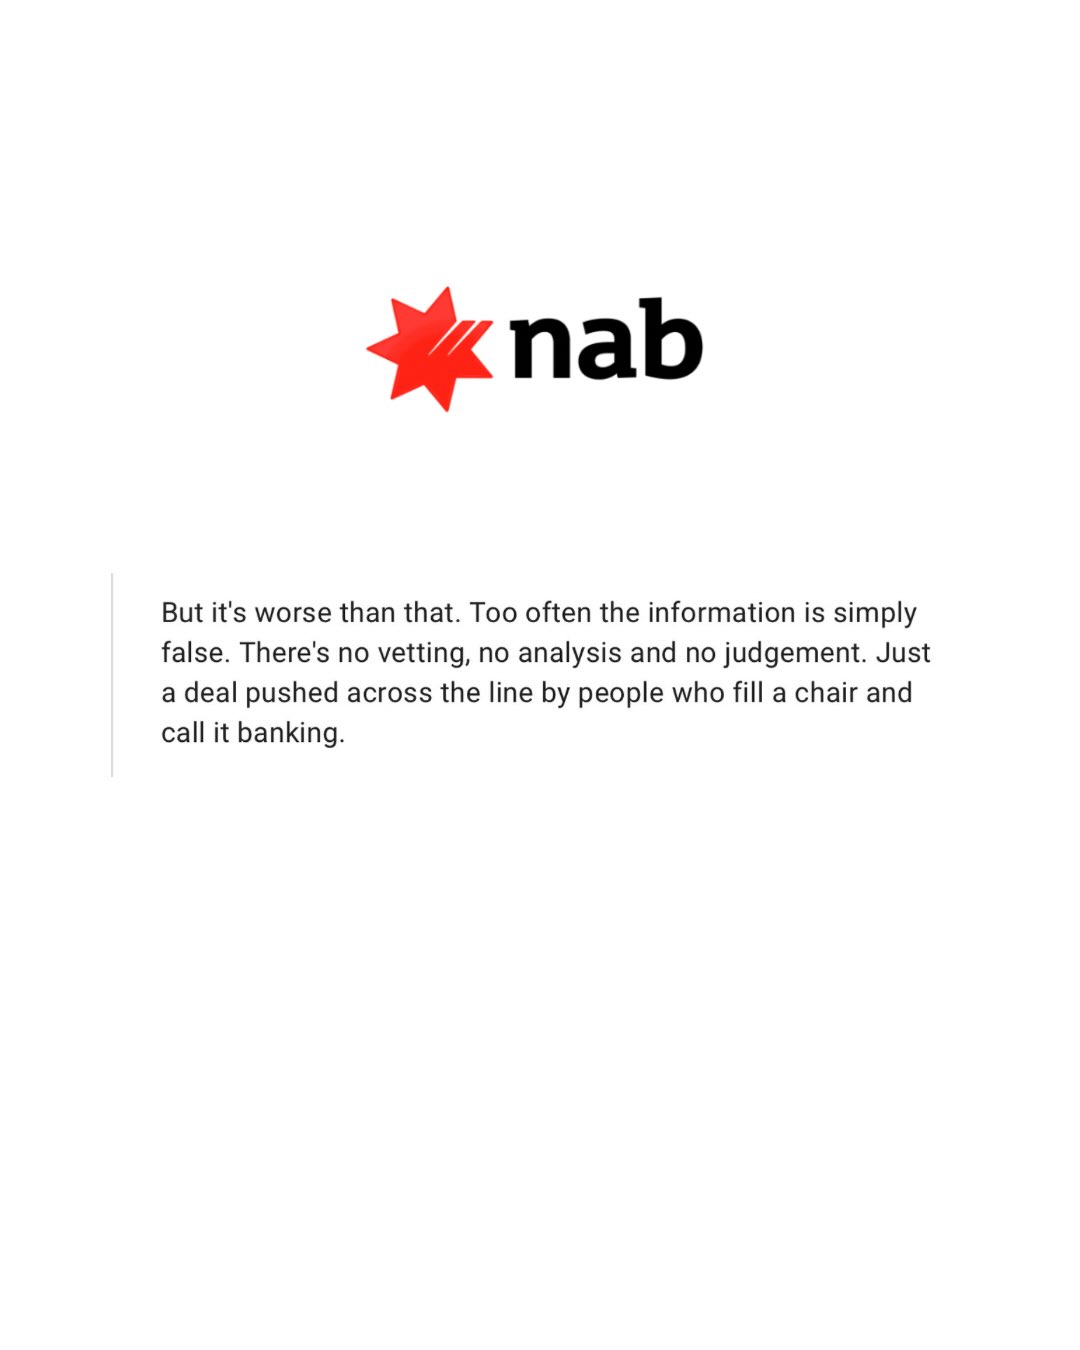 nab
But it's worse than that. Too often the information is simply
false. There's no vetting, no analysis and no judgement. Just
a deal pushed across the line by people who fill a chair and
call it banking.